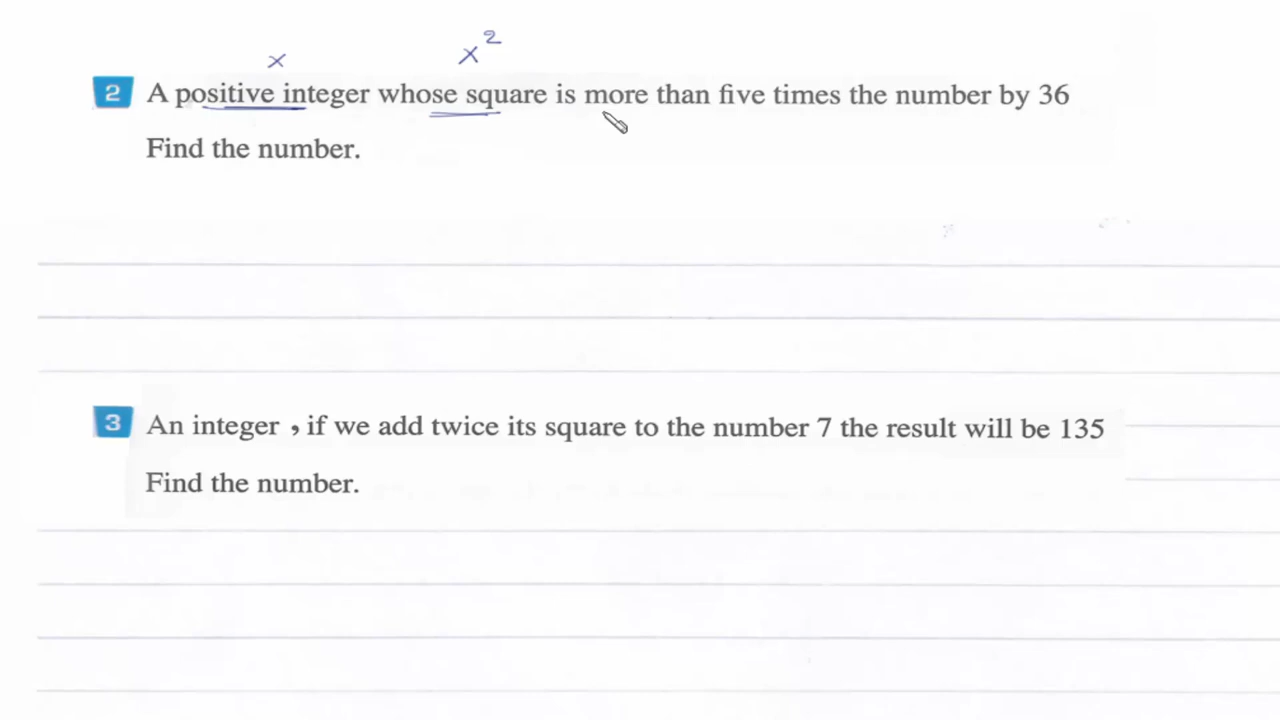 x x²
2 A positive integer whose square is more than five times the number by 36
Find the number.
3 An integer , if we add twice its square to the number 7 the result will be 135
Find the number.